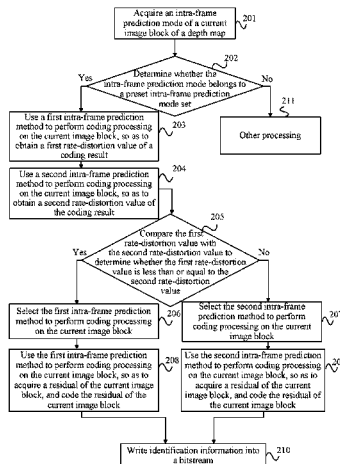 Acquire an intra-frame
prediction mode of a current
image block of a depth map
201
202
Determine whether the
intra-frame prediction mode belongs to
a preset intra-frame prediction
mode set
Yes
No
211
Other processing
Use a first intra-frame prediction
method to perform coding processing
on the current image block, so as to
obtain a first rate-distortion value of a
coding result
203
Use a second intra-frame prediction
method to perform coding processing
on the current image block, so as to
obtain a second rate-distortion value of
the coding result
204
205
Compare the first
rate-distortion value with
the second rate-distortion value to
determine whether the first rate-distortion
value is less than or equal to the
second rate-distortion
value
Yes
No
Select the first intra-frame prediction
method to perform coding processing
on the current image block
206
Select the second intra-frame
prediction method to perform
coding processing on the current
image block
20
Use the first intra-frame prediction
method to perform coding processing
on the current image block, so as to
acquire a residual of the current image
block, and code the residual of the
current image block
208
Use the second intra-frame prediction
method to perform coding processing
on the current image block, so as to
acquire a residual of the current image
block, and code the residual of the
current image block
20
Write identification information into
a bitstream
210